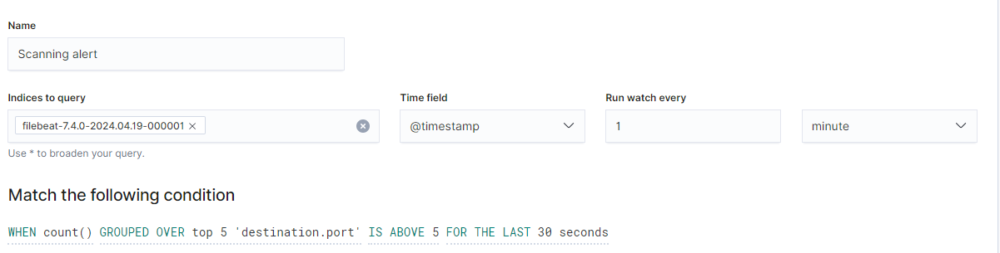 Name
Scanning alert
Indices to query Time field Run watch every
filebeat-7.4.0-2024.04.19-000001 × @timestamp 1 minute
Use * to broaden your query.
Match the following condition
WHEN count() GROUPED OVER top 5 'destination.port' IS ABOVE 5 FOR THE LAST 30 seconds